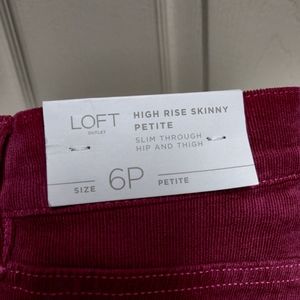 LOFT
OUTLET
HIGH RISE SKINNY
PETITE
SLIM THROUGH
HIP AND THIGH
SIZE 6P PETITE